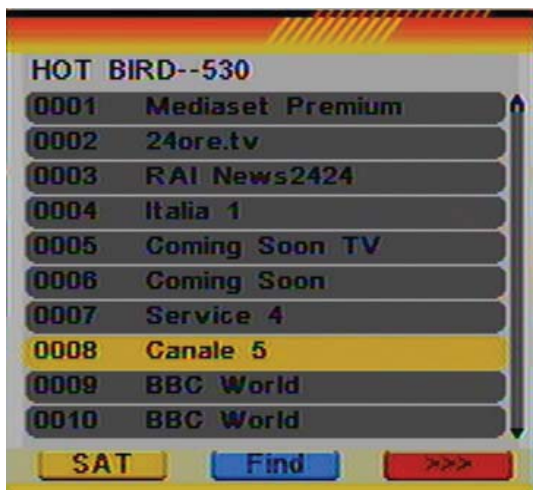 HOT BIRD--530
0001 Mediaset Premium
0002 24ore.tv
0003 RAI News2424
0004 Italia 1
0005 Coming Soon TV
0006 Coming Soon
0007 Service 4
0008 Canale 5
0009 BBC World
0010 BBC World
SAT Find >>>